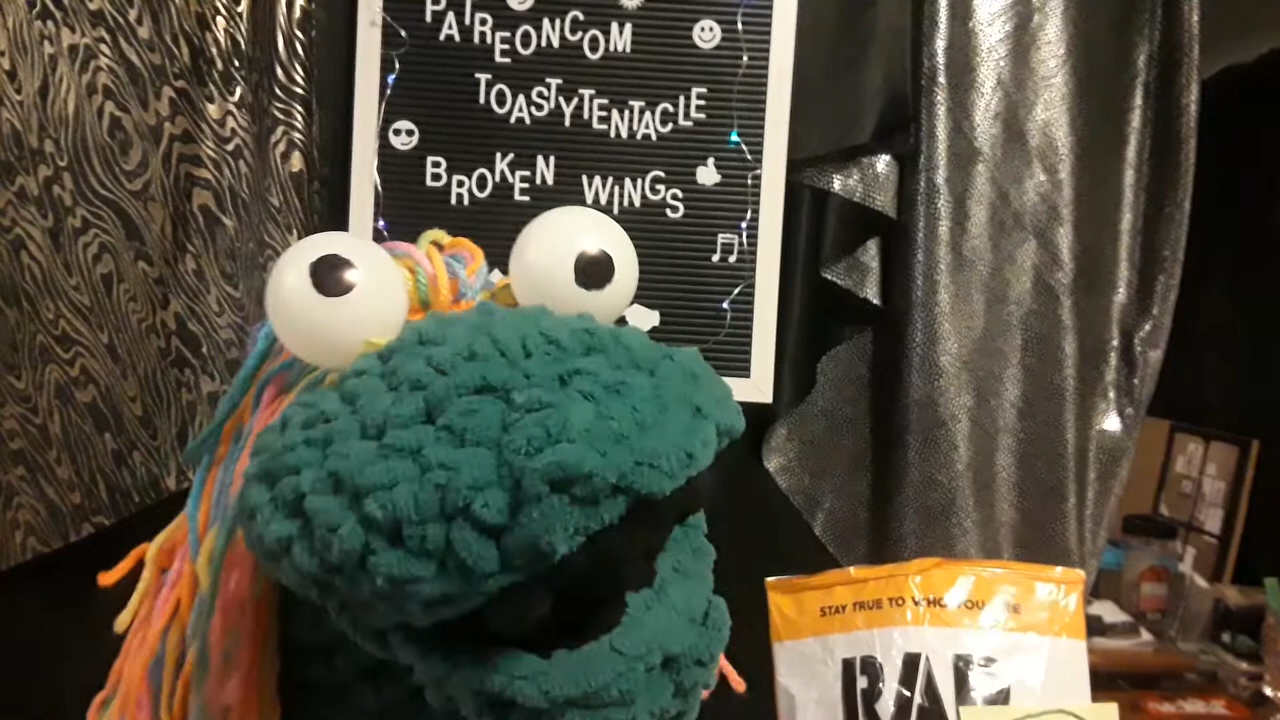 PATREONCOM
TOASTYTENTACLE
BROKEN WINGS
STAY TRUE TO WHO YOU ARE